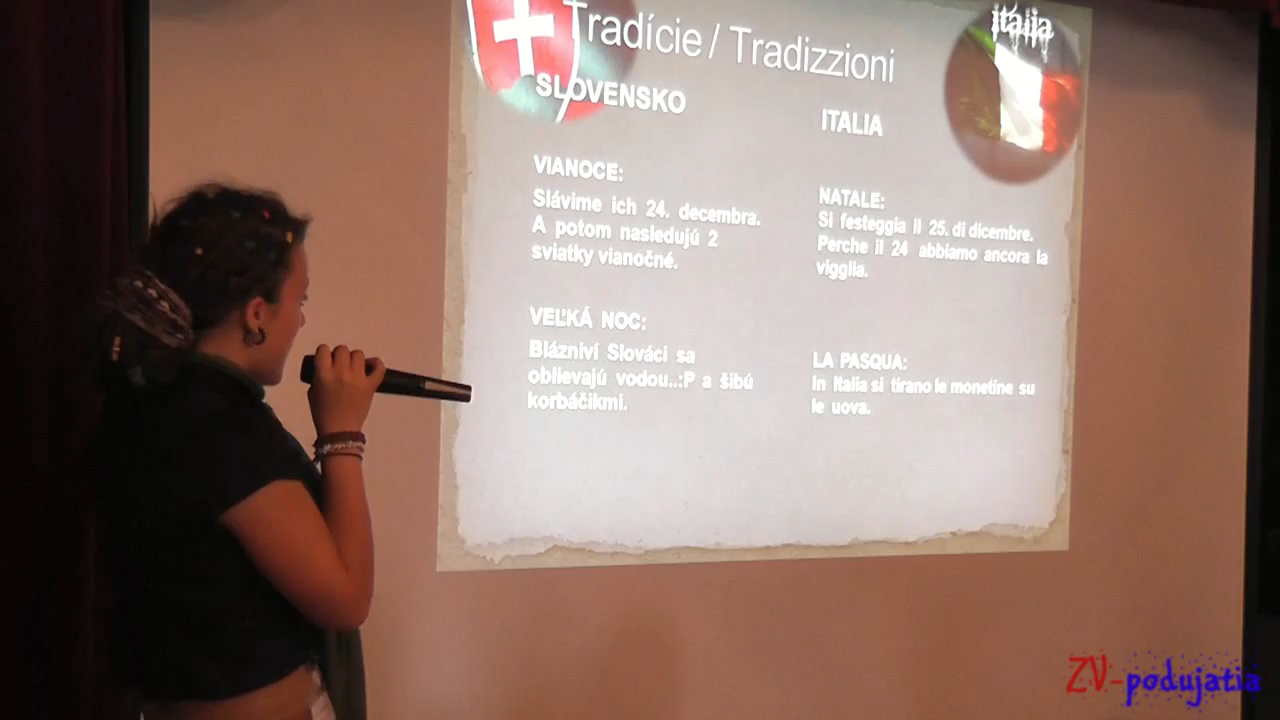 Tradície / Tradizzioni
italia
SLOVENSKO
VIANOCE:
Slávime ich 24. decembra.
A potom nasledujú 2
sviatky vianočné.
VEĽKÁ NOC:
Blázniví Slováci sa
oblievajú vodou..:P a šibú
korbáčikmi.
ITALIA
NATALE:
Si festeggia il 25. di dicembre.
Perche il 24 abbiamo ancora la
vigglia.
LA PASQUA:
In Italia si tirano le monetine su
le uova.
ZV-podujatia